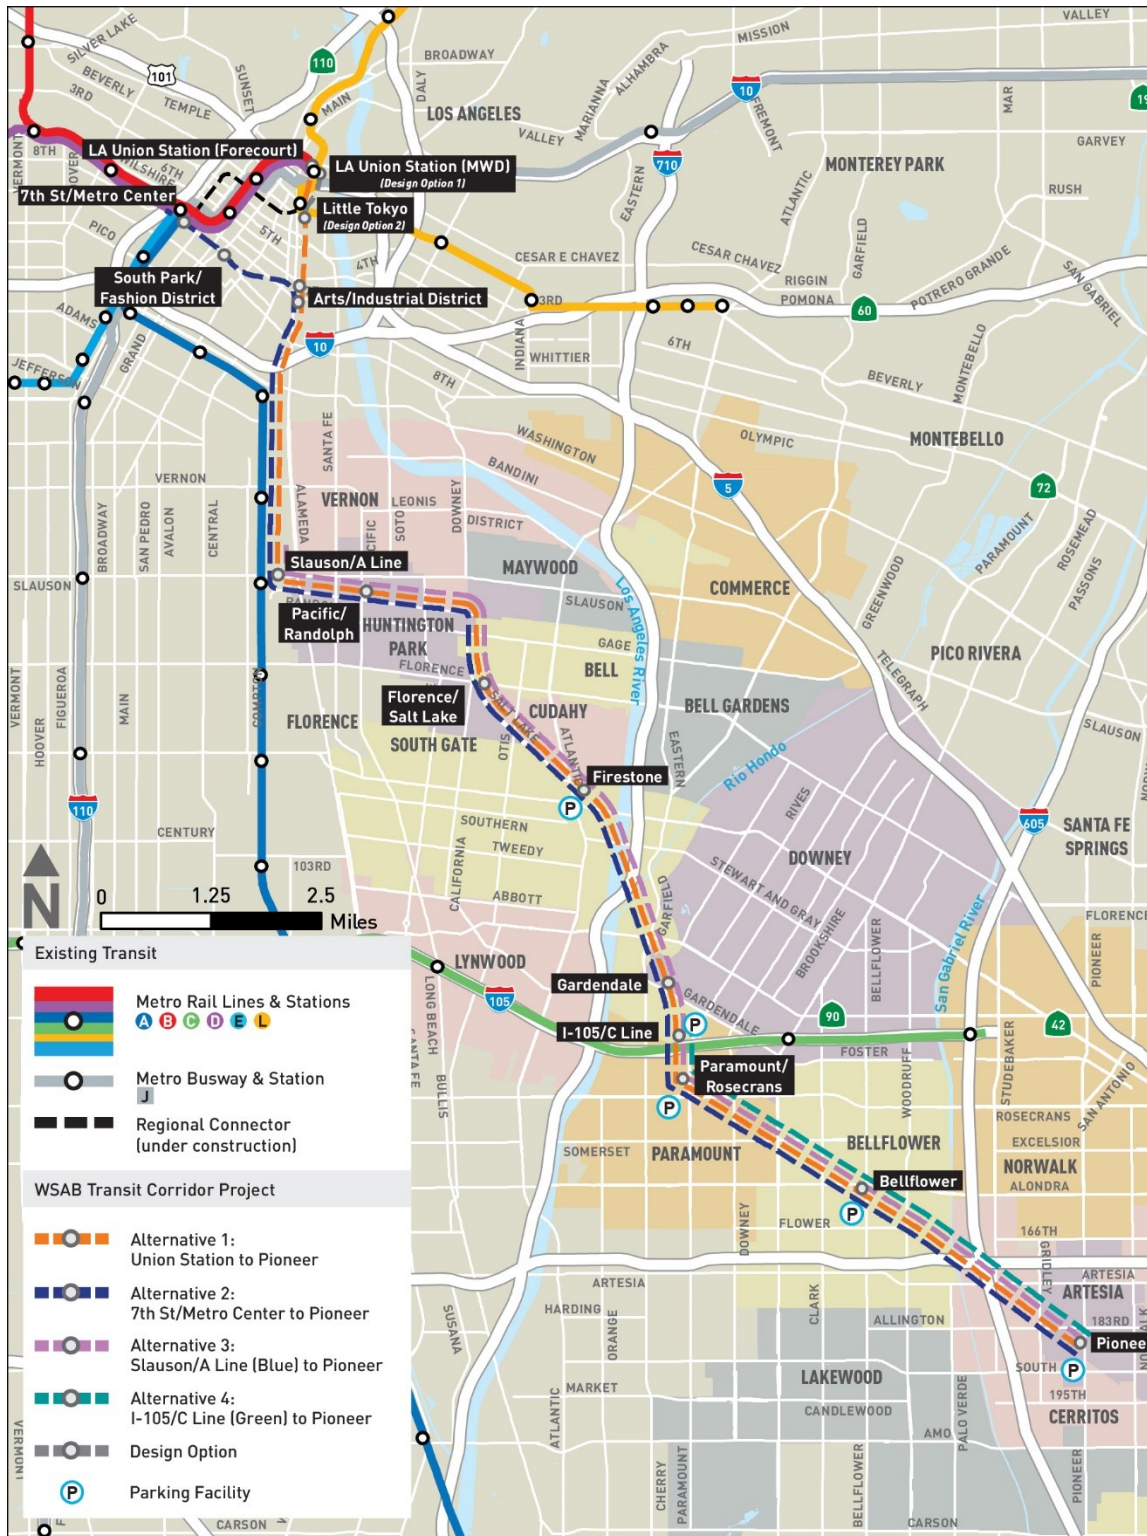 SILVER LAKE
BEVERLY
3RD
TEMPLE
SUNSET
101
110
MAIN
DALY
BROADWAY
MISSION
VALLEY
ALHAMBRA
MARIANNA
LOS ANGELES
VALLEY
10
FREMONT
MAR
19
GARVEY
710
EASTERN
MONTEREY PARK
ATLANTIC
RUSH
GARFIELD
VERMONT
8TH
HOOVER
WILSHIRE
6TH
LA Union Station (Forecourt)
LA Union Station (MWD)
(Design Option 1)
7th St/Metro Center
Little Tokyo
(Design Option 2)
PICO
5TH
4TH
CESAR E CHAVEZ
CESAR CHAVEZ
RIGGIN
POMONA
POTRERO GRANDE
SAN GABRIEL
South Park/
Fashion District
Arts/Industrial District
3RD
60
ADAMS
GRAND
JEFFERSON
10
INDIANA
WHITTIER
6TH
8TH
BEVERLY
MONTEBELLO
OLYMPIC
MONTEBELLO
WASHINGTON
BANDINI
SANTA FE
VERNON
VERNON
LEONIS
5
72
PARAMOUNT
ROSEMEAD
PASSONS
BROADWAY
SAN PEDRO
AVALON
CENTRAL
ALAMEDA
PACIFIC
SOTO
DOWNEY
DISTRICT
SLAUSON
Slauson/A Line
MAYWOOD
SLAUSON
COMMERCE
GREENWOOD
Pacific/
Randolph
HUNTINGTON
PARK
Los Angeles River
GAGE
BELL
TELEGRAPH
PICO RIVERA
VERMONT
HOOVER
FIGUEROA
MAIN
COMPTON
FLORENCE
FLORENCE
Florence/
Salt Lake
SALT LAKE
CUDAHY
BELL GARDENS
SLAUSON
SOUTH GATE
OTIS
ATLANTIC
Firestone
EASTERN
Rio Hondo
P
110
CENTURY
103RD
SOUTHERN
TWEEDY
CALIFORNIA
ABBOTT
RIVES
DOWNEY
605
SANTA FE
SPRINGS
STEWART AND GRAY
BROOKSHIRE
BELLFLOWER
San Gabriel River
FLORENCE
PIONEER
N
0
1.25
2.5
Miles
GARFIELD
LYNWOOD
105
Gardendale
GARDENDALE
I-105/C Line
P
90
42
FOSTER
LONG BEACH
SANTA FE
BULLIS
Paramount/
Rosecrans
P
WOODRUFF
STUDEBAKER
ROSECRANS
SAN ANTONIO
EXCELSIOR
SOMERSET
PARAMOUNT
BELLFLOWER
NORWALK
ALONDRA
Bellflower
P
DOWNEY
FLOWER
166TH
GRIDLEY
ARTESIA
ARTESIA
ARTESIA
HARDING
ORANGE
CLARK
ALLINGTON
183RD
Pioneer
SUSANA
SOUTH
P
195TH
ATLANTIC
MARKET
LAKEWOOD
CANDLEWOOD
PALO VERDE
CERRITOS
AMO
CHERRY
PARAMOUNT
BELLFLOWER
PIONEER
CARSON
CARSON
VERMONT
Existing Transit
Metro Rail Lines & Stations
A B C D E L
Metro Busway & Station
J
Regional Connector
(under construction)
WSAB Transit Corridor Project
Alternative 1:
Union Station to Pioneer
Alternative 2:
7th St/Metro Center to Pioneer
Alternative 3:
Slauson/A Line (Blue) to Pioneer
Alternative 4:
I-105/C Line (Green) to Pioneer
Design Option
P
Parking Facility